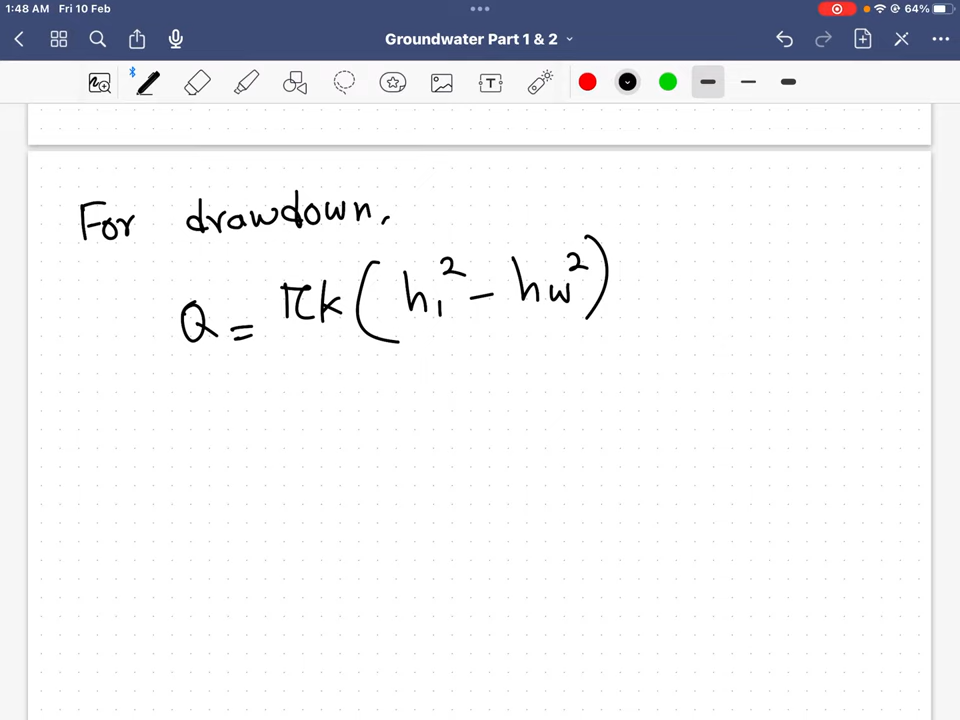 1:48 AM Fri 10 Feb 64%
Groundwater Part 1 & 2
T
For drawdown,
Q = πk(h₁² - hw²)